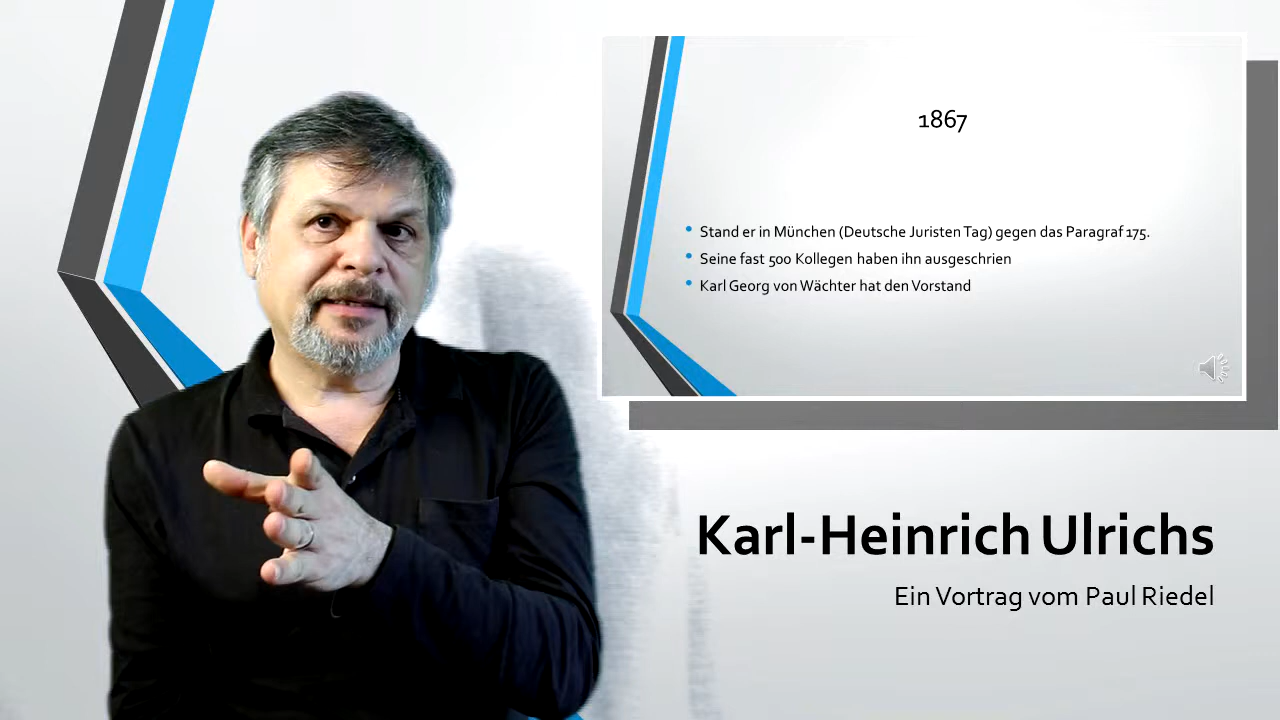 1867
Stand er in München (Deutsche Juristen Tag) gegen das Paragraf 175.
Seine fast 500 Kollegen haben ihn ausgeschrien
Karl Georg von Wächter hat den Vorstand
Karl-Heinrich Ulrichs
Ein Vortrag vom Paul Riedel